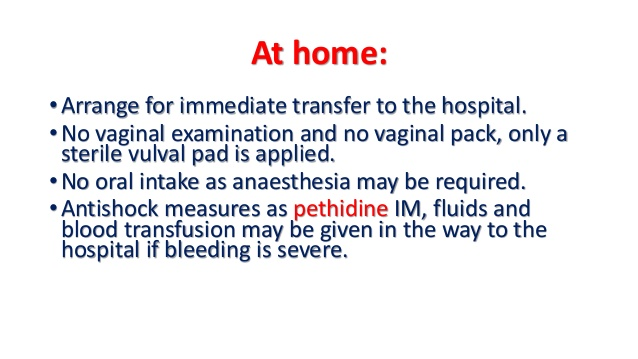 At home:
• Arrange for immediate transfer to the hospital.
• No vaginal examination and no vaginal pack, only a
sterile vulval pad is applied.
• No oral intake as anaesthesia may be required.
• Antishock measures as pethidine IM, fluids and
blood transfusion may be given in the way to the
hospital if bleeding is severe.